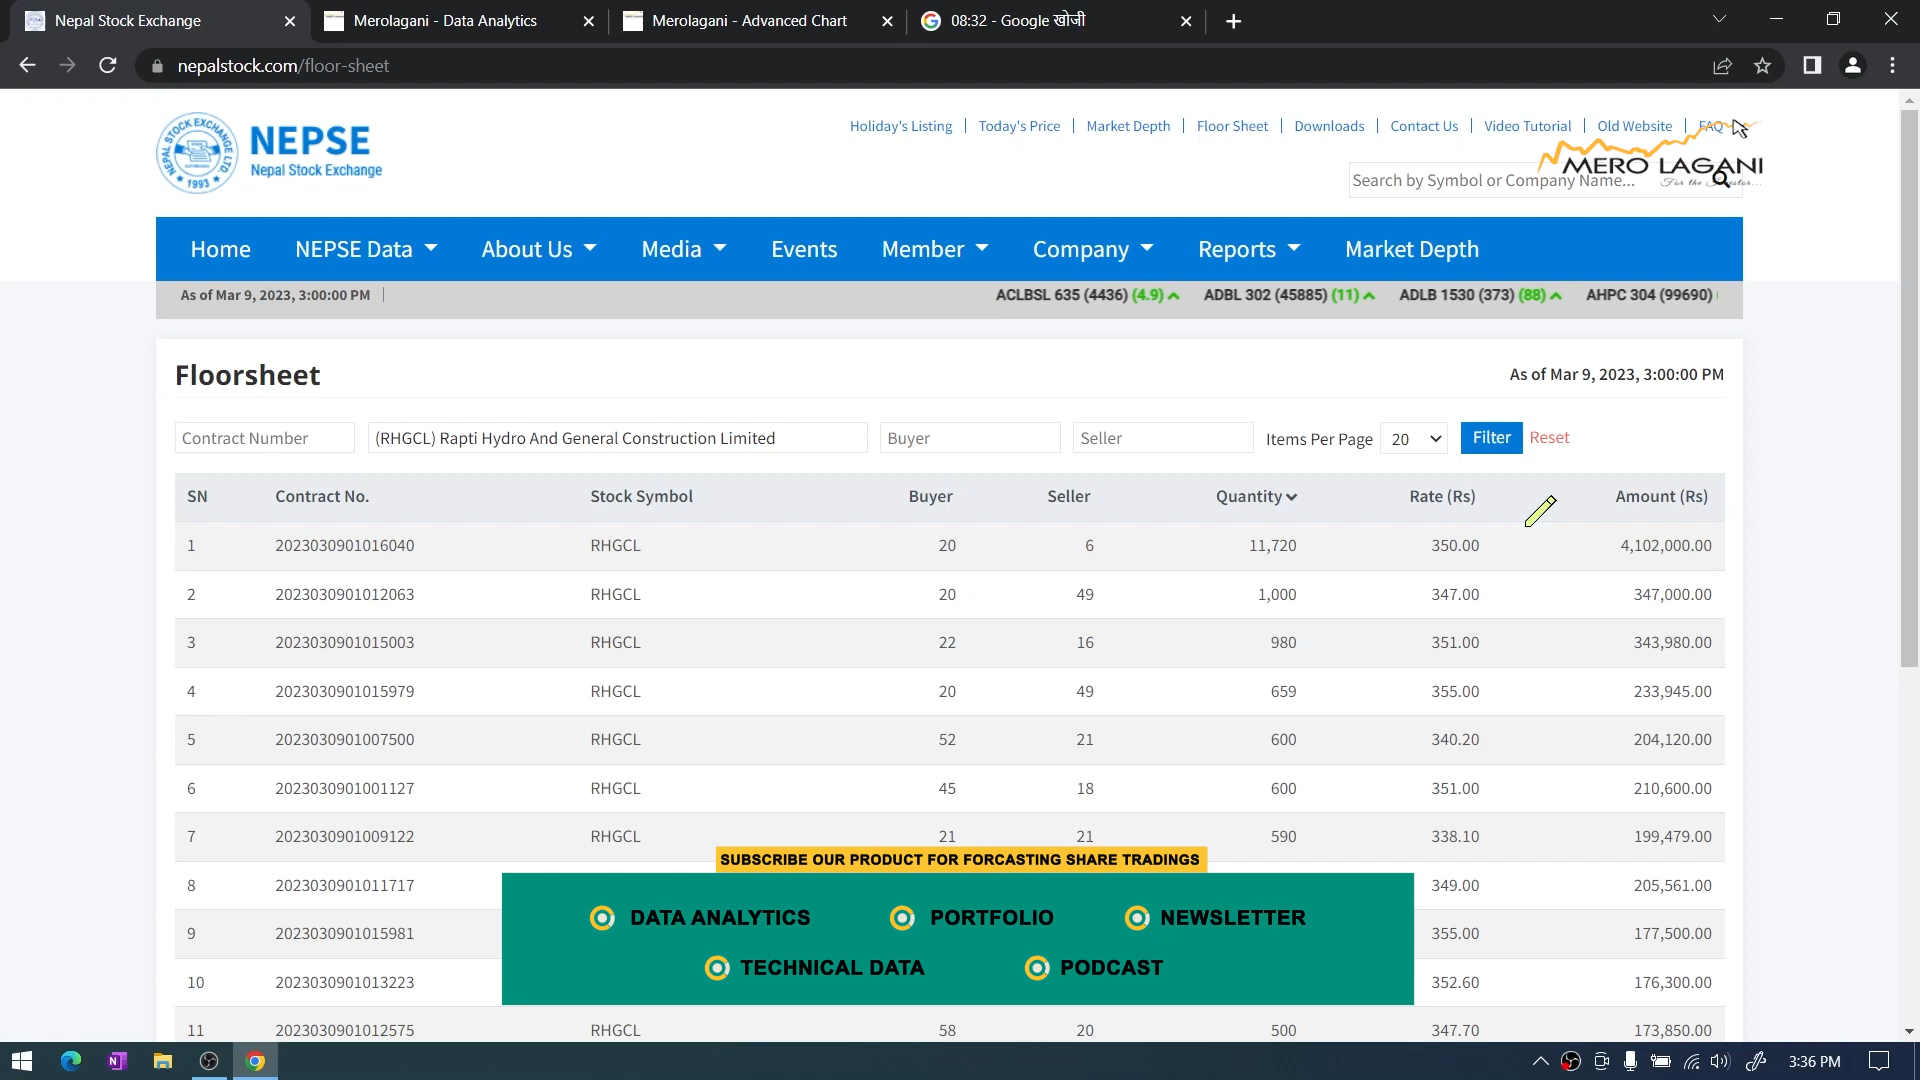 Nepal Stock Exchange
Merolagani - Data Analytics
Merolagani - Advanced Chart
08:32 - Google खोजी
nepalstock.com/floor-sheet
NEPAL STOCK EXCHANGE LTD.
1993
NEPSE
Nepal Stock Exchange
Holiday's Listing | Today's Price | Market Depth | Floor Sheet | Downloads | Contact Us | Video Tutorial | Old Website | FAQ
MERO LAGANI
Search by Symbol or Company Name...
Home NEPSE Data About Us Media Events Member Company Reports Market Depth
As of Mar 9, 2023, 3:00:00 PM | ACLBSL 635 (4436) (4.9) ADBL 302 (45885) (11) ADLB 1530 (373) (88) AHPC 304 (99690)
Floorsheet
As of Mar 9, 2023, 3:00:00 PM
Contract Number (RHGCL) Rapti Hydro And General Construction Limited Buyer Seller Items Per Page 20 Filter Reset
SN Contract No. Stock Symbol Buyer Seller Quantity Rate (Rs) Amount (Rs)
1 2023030901016040 RHGCL 20 6 11,720 350.00 4,102,000.00
2 2023030901012063 RHGCL 20 49 1,000 347.00 347,000.00
3 2023030901015003 RHGCL 22 16 980 351.00 343,980.00
4 2023030901015979 RHGCL 20 49 659 355.00 233,945.00
5 2023030901007500 RHGCL 52 21 600 340.20 204,120.00
6 2023030901001127 RHGCL 45 18 600 351.00 210,600.00
7 2023030901009122 RHGCL 21 21 590 338.10 199,479.00
SUBSCRIBE OUR PRODUCT FOR FORCASTING SHARE TRADINGS
8 2023030901011717 349.00 205,561.00
DATA ANALYTICS PORTFOLIO NEWSLETTER
9 2023030901015981 355.00 177,500.00
TECHNICAL DATA PODCAST
10 2023030901013223 352.60 176,300.00
11 2023030901012575 RHGCL 58 20 500 347.70 173,850.00
3:36 PM